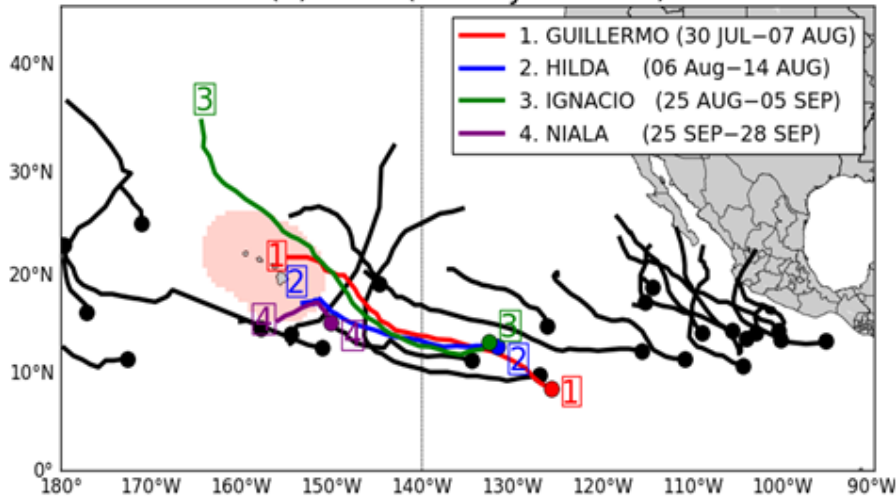 1. GUILLERMO (30 JUL−07 AUG)
2. HILDA (06 Aug−14 AUG)
3. IGNACIO (25 AUG−05 SEP)
4. NIALA (25 SEP−28 SEP)
40°N
3
30°N
20°N
1
2
4
4
3
2
10°N
1
0°
180° 170°W 160°W 150°W 140°W 130°W 120°W 110°W 100°W 90°W